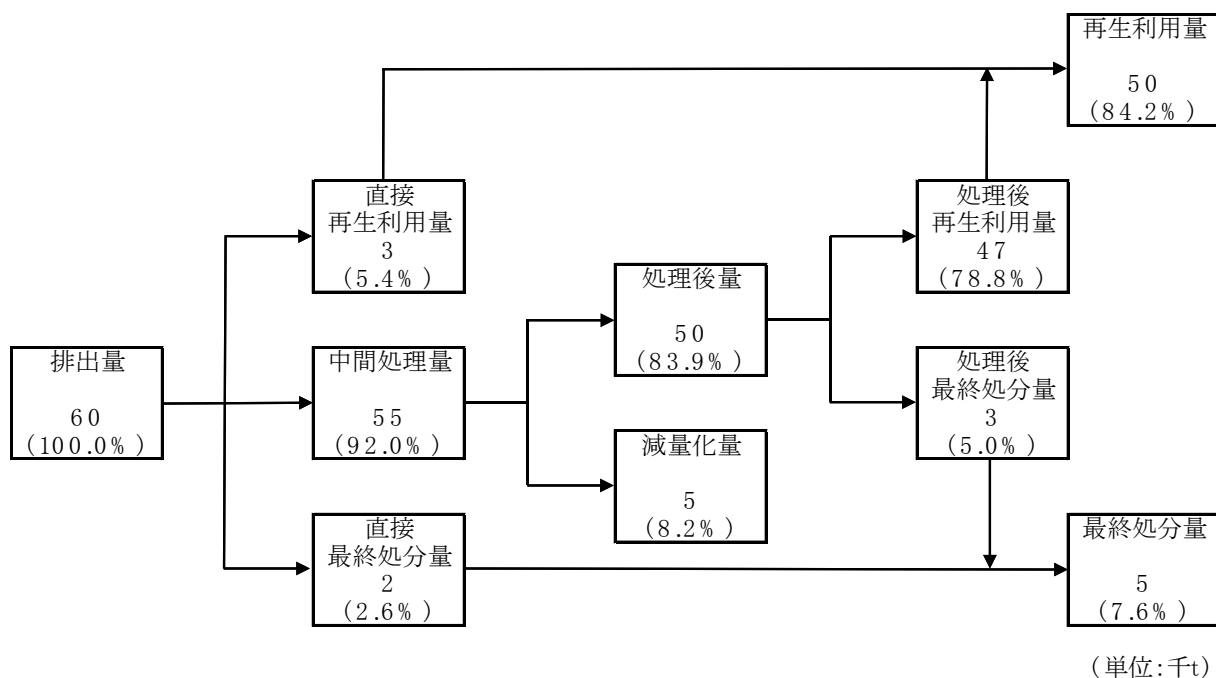 再生利用量
50
(84.2%)
直接
再生利用量
3
(5.4%)
処理後
再生利用量
47
(78.8%)
処理後量
50
(83.9%)
排出量
60
(100.0%)
中間処理量
55
(92.0%)
処理後
最終処分量
3
(5.0%)
減量化量
5
(8.2%)
直接
最終処分量
2
(2.6%)
最終処分量
5
(7.6%)
(単位:千t)